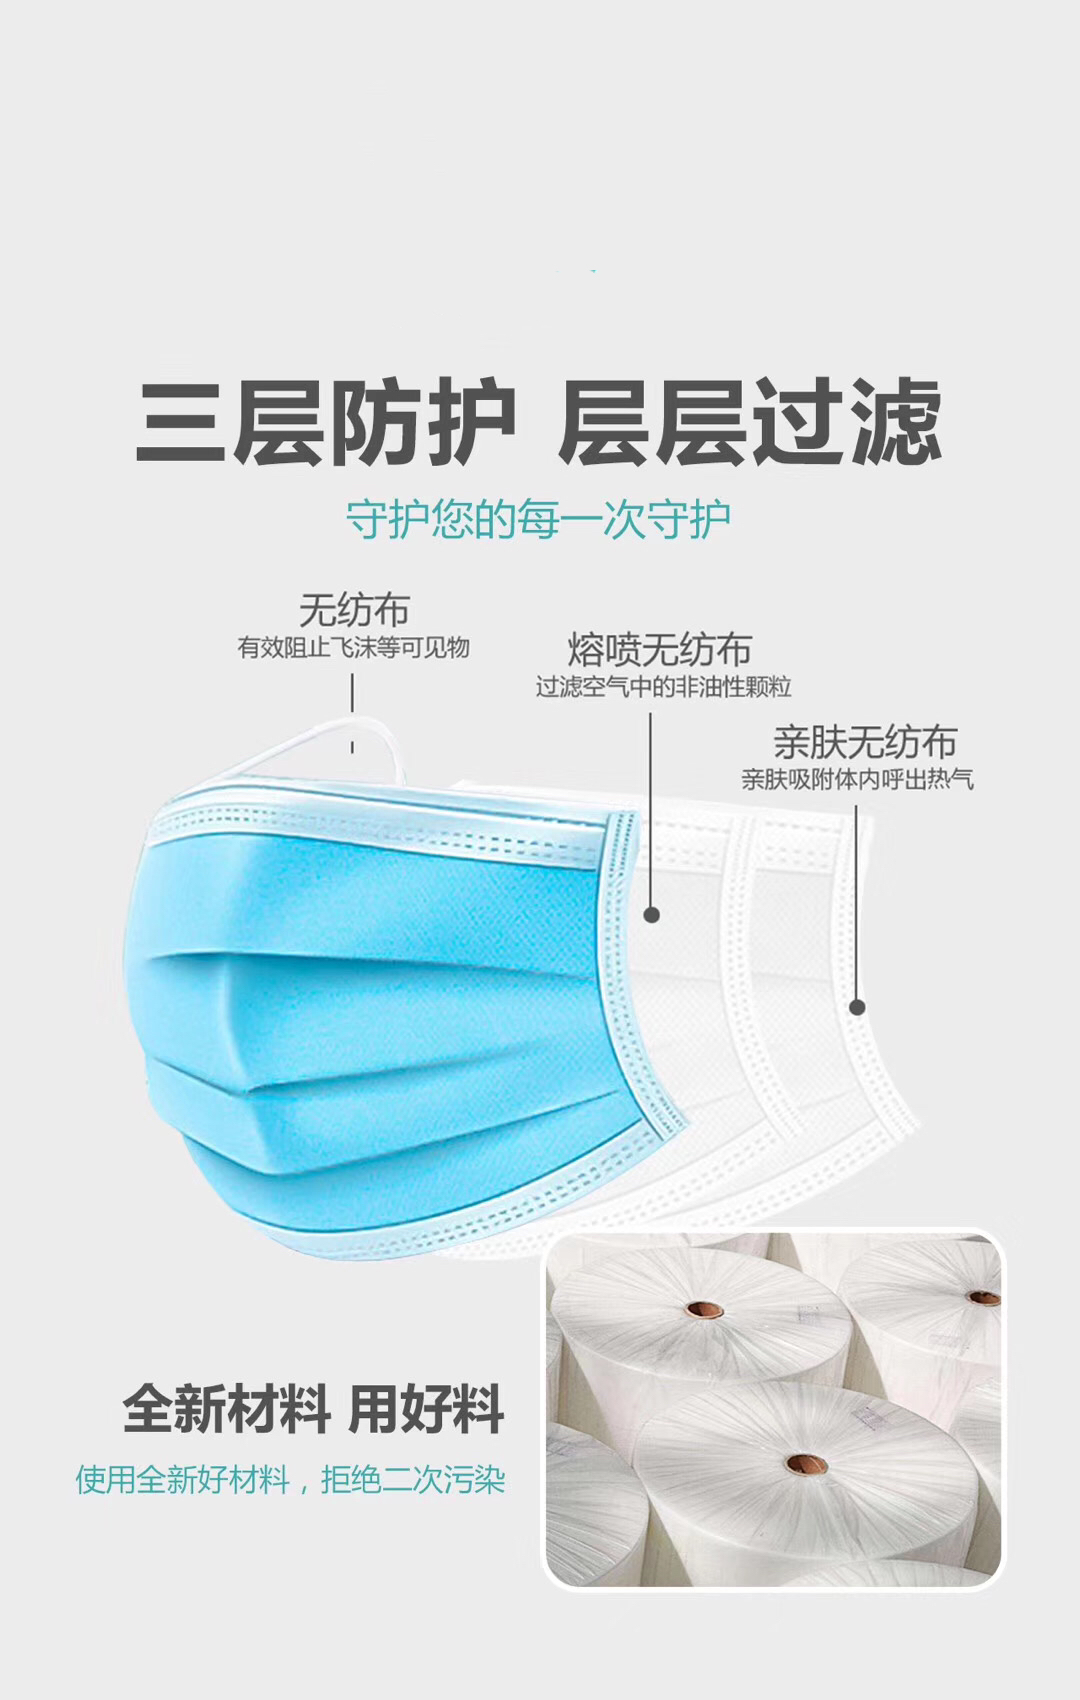 三层防护 层层过滤
守护您的每一次守护
无纺布
有效阻止飞沫等可见物
熔喷无纺布
过滤空气中的非油性颗粒
亲肤无纺布
亲肤吸附体内呼出热气
全新材料 用好料
使用全新好材料，拒绝二次污染